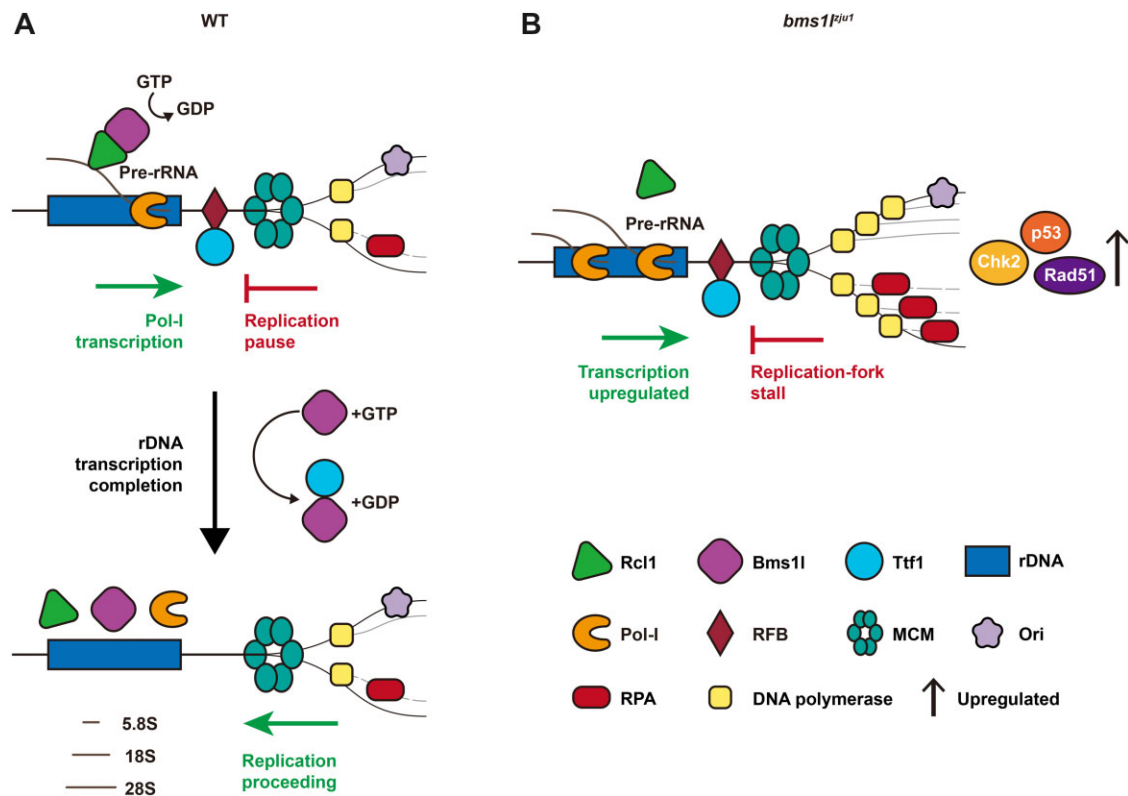 A
WT
GTP
GDP
Pre-rRNA
Pol-I
transcription
Replication
pause
rDNA
transcription
completion
+GTP
+GDP
5.8S
18S
28S
Replication
proceeding
B
bms1l^zju1
Pre-rRNA
p53
Chk2
Rad51
Transcription
upregulated
Replication-fork
stall
Rcl1
Bms1l
Ttf1
rDNA
Pol-I
RFB
MCM
Ori
RPA
DNA polymerase
Upregulated